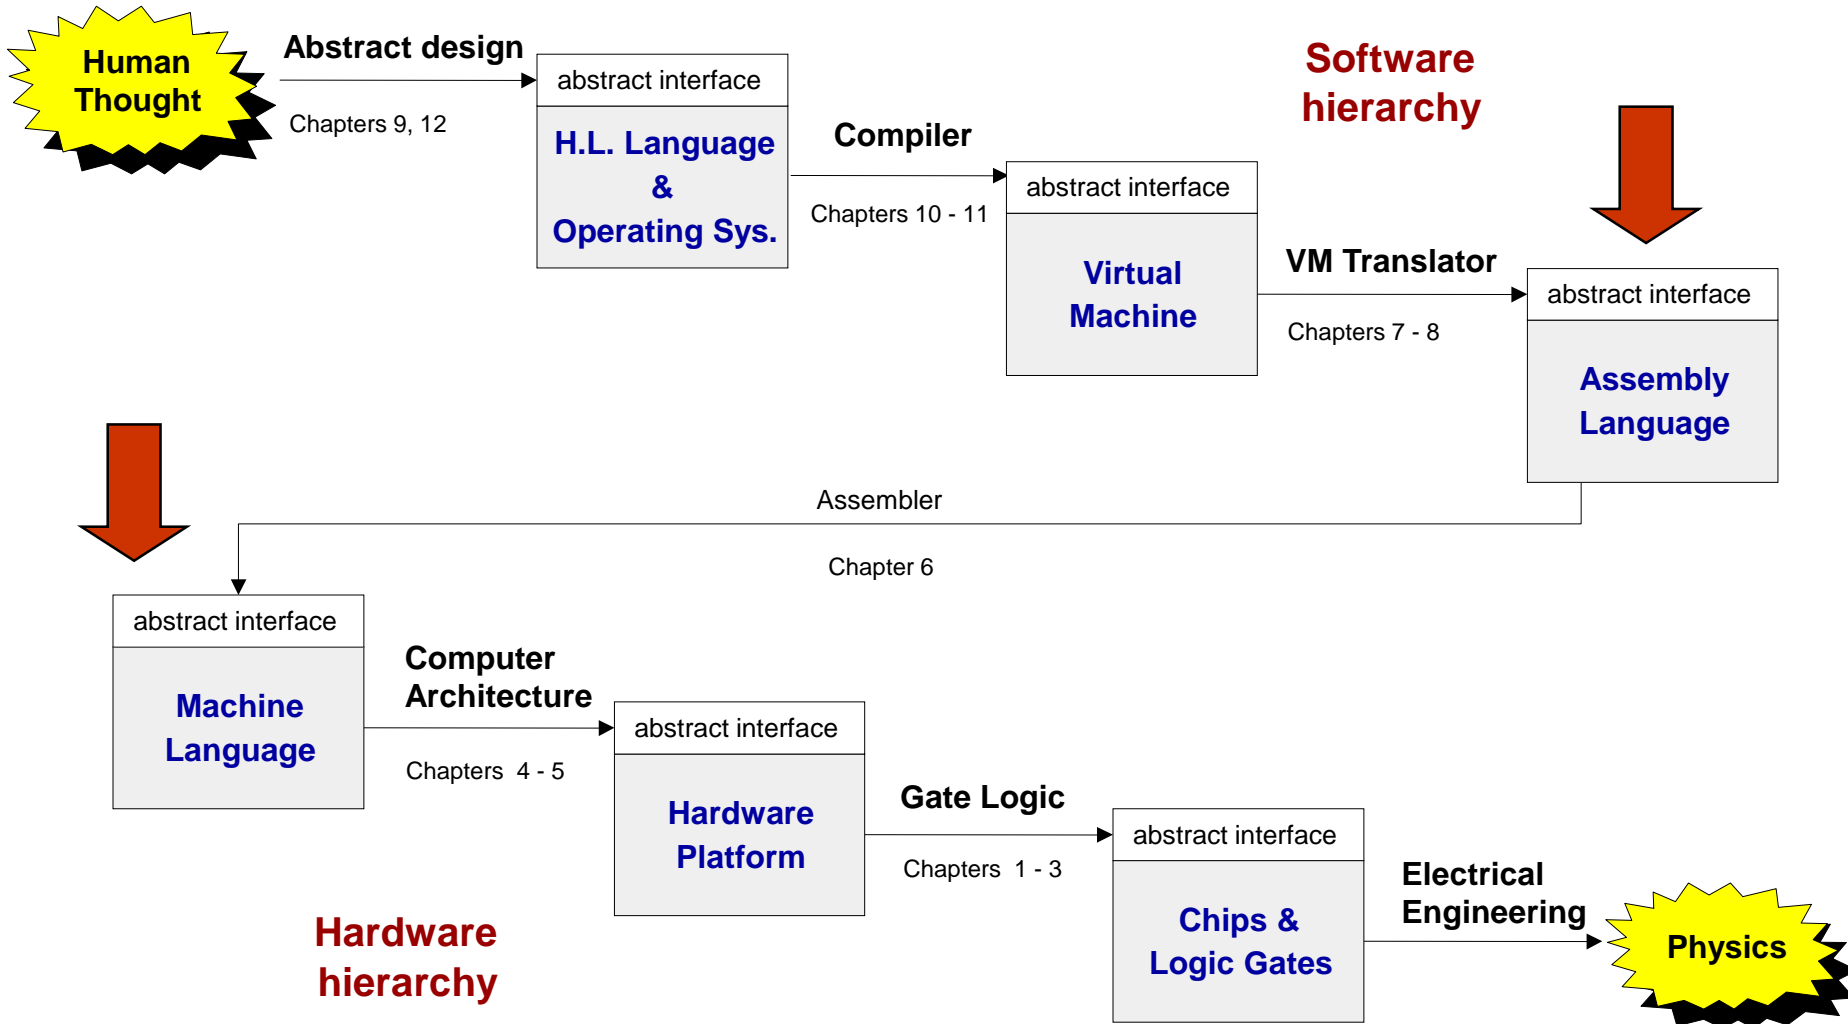 Human
Thought
Abstract design
Chapters 9, 12
abstract interface
H.L. Language
&
Operating Sys.
Compiler
Chapters 10 - 11
abstract interface
Virtual
Machine
VM Translator
Chapters 7 - 8
abstract interface
Assembly
Language
Software
hierarchy
Assembler
Chapter 6
abstract interface
Machine
Language
Computer
Architecture
Chapters 4 - 5
abstract interface
Hardware
Platform
Gate Logic
Chapters 1 - 3
abstract interface
Chips &
Logic Gates
Electrical
Engineering
Physics
Hardware
hierarchy